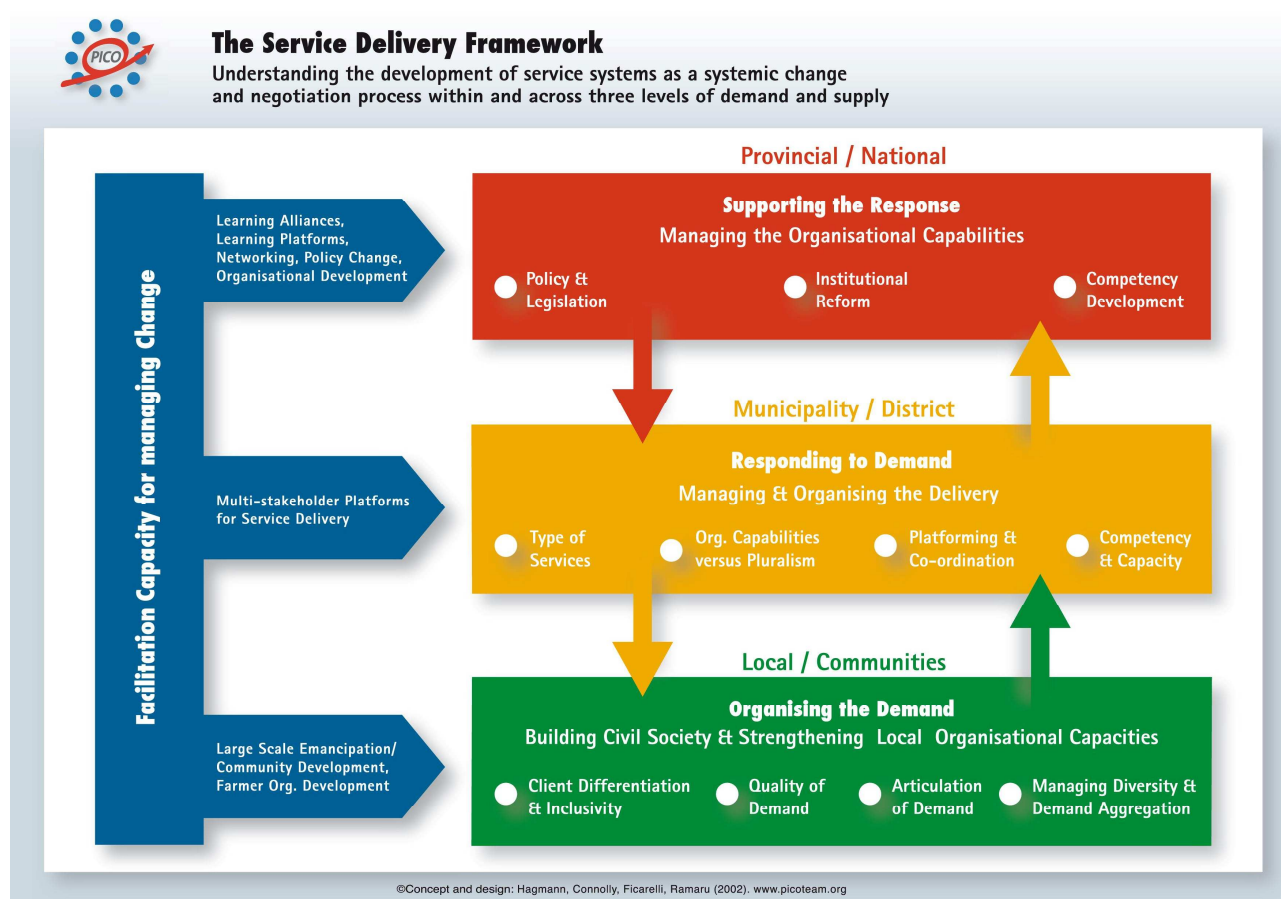 PICO
The Service Delivery Framework
Understanding the development of service systems as a systemic change
and negotiation process within and across three levels of demand and supply
Facilitation Capacity for managing Change
Learning Alliances,
Learning Platforms,
Networking, Policy Change,
Organisational Development
Provincial / National
Supporting the Response
Managing the Organisational Capabilities
Policy &
Legislation
Institutional
Reform
Competency
Development
Multi-stakeholder Platforms
for Service Delivery
Municipality / District
Responding to Demand
Managing & Organising the Delivery
Type of
Services
Org. Capabilities
versus Pluralism
Platforming &
Co-ordination
Competency
& Capacity
Large Scale Emancipation/
Community Development,
Farmer Org. Development
Local / Communities
Organising the Demand
Building Civil Society & Strengthening Local Organisational Capacities
Client Differentiation
& Inclusivity
Quality of
Demand
Articulation
of Demand
Managing Diversity &
Demand Aggregation
©Concept and design: Hagmann, Connolly, Ficarelli, Ramaru (2002). www.picoteam.org